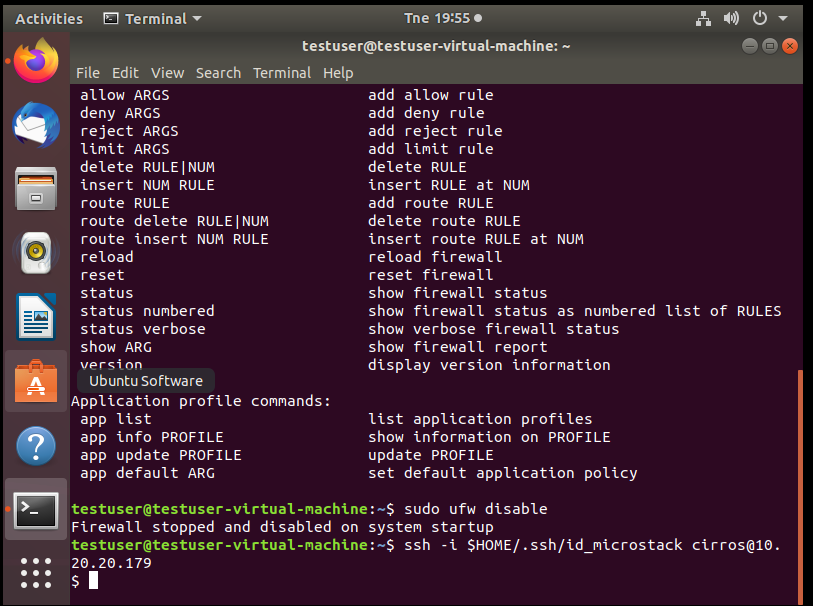 Activities Terminal Tne 19:55
testuser@testuser-virtual-machine: ~
File Edit View Search Terminal Help
allow ARGS add allow rule
deny ARGS add deny rule
reject ARGS add reject rule
limit ARGS add limit rule
delete RULE|NUM delete RULE
insert NUM RULE insert RULE at NUM
route RULE add route RULE
route delete RULE|NUM delete route RULE
route insert NUM RULE insert route RULE at NUM
reload reload firewall
reset reset firewall
status show firewall status
status numbered show firewall status as numbered list of RULES
status verbose show verbose firewall status
show ARG show firewall report
version display version information
Ubuntu Software
Application profile commands:
app list list application profiles
app info PROFILE show information on PROFILE
app update PROFILE update PROFILE
app default ARG set default application policy
testuser@testuser-virtual-machine:~$ sudo ufw disable
Firewall stopped and disabled on system startup
testuser@testuser-virtual-machine:~$ ssh -i $HOME/.ssh/id_microstack cirros@10.
20.20.179
$